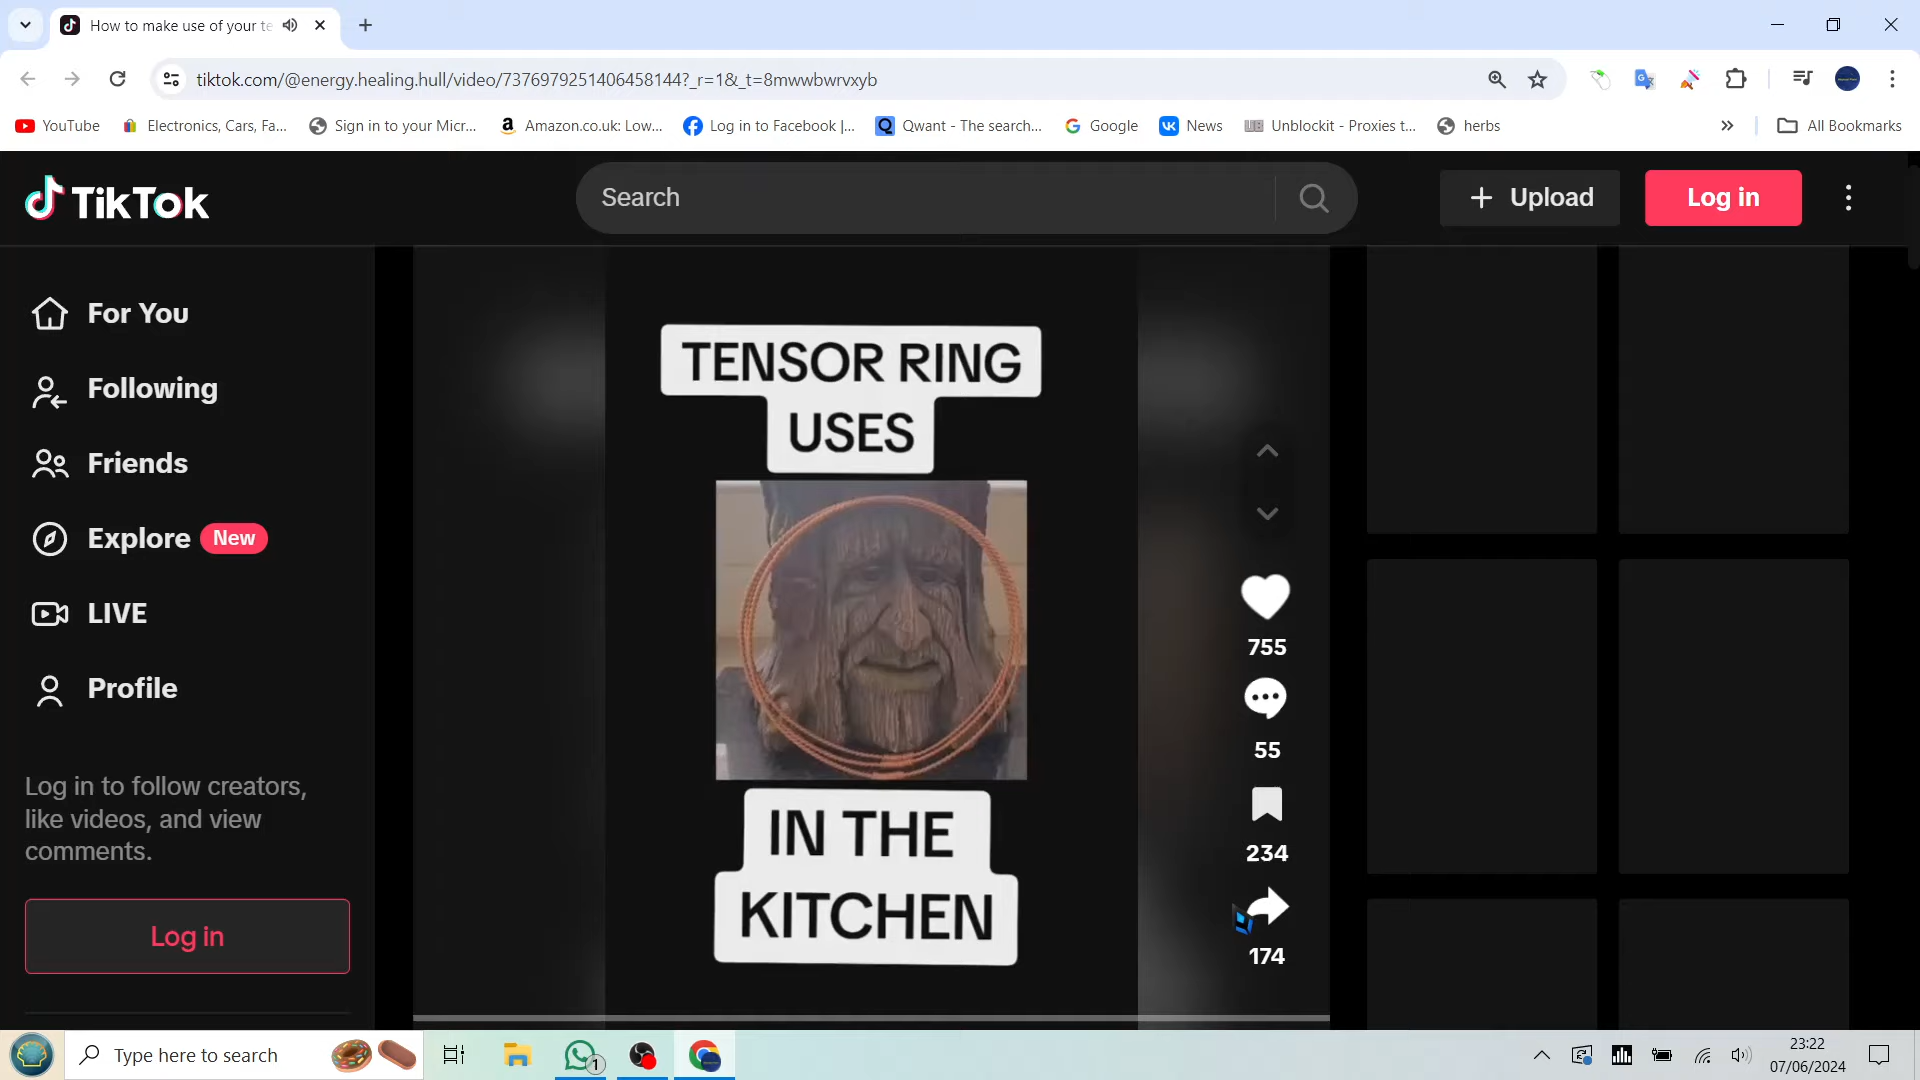 How to make use of your te
tiktok.com/@energy.healing.hull/video/7376979251406458144?_r=1&_t=8mwwbwrvxyb
YouTube
Electronics, Cars, Fa...
Sign in to your Micr...
Amazon.co.uk: Low...
Log in to Facebook |...
Qwant - The search...
Google
News
Unblockit - Proxies t...
herbs
All Bookmarks
TikTok
Search
Upload
Log in
For You
Following
Friends
Explore New
LIVE
Profile
Log in to follow creators,
like videos, and view
comments.
Log in
TENSOR RING
USES
IN THE
KITCHEN
755
55
234
174
Type here to search
1
23:22
07/06/2024